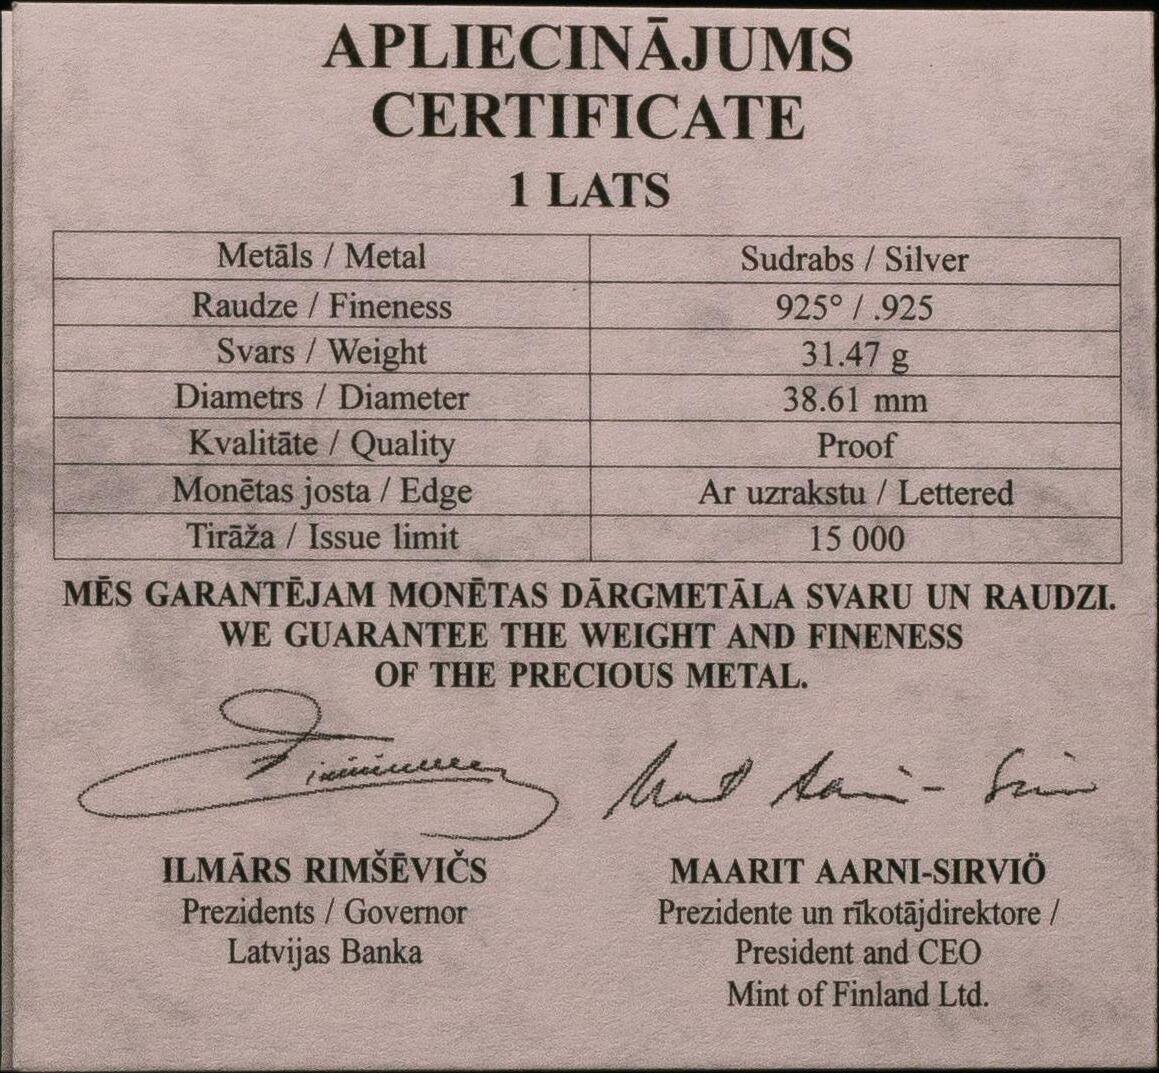 APLIECINĀJUMS
CERTIFICATE
1 LATS
Metāls / Metal Sudrabs / Silver
Raudze / Fineness 925° / .925
Svars / Weight 31.47 g
Diametrs / Diameter 38.61 mm
Kvalitāte / Quality Proof
Monētas josta / Edge Ar uzrakstu / Lettered
Tirāža / Issue limit 15 000
MĒS GARANTĒJAM MONĒTAS DĀRGMETĀLA SVARU UN RAUDZI.
WE GUARANTEE THE WEIGHT AND FINENESS
OF THE PRECIOUS METAL.
ILMĀRS RIMŠĒVIČS
Prezidents / Governor
Latvijas Banka
MAARIT AARNI-SIRVIÖ
Prezidente un rīkotājdirektore /
President and CEO
Mint of Finland Ltd.